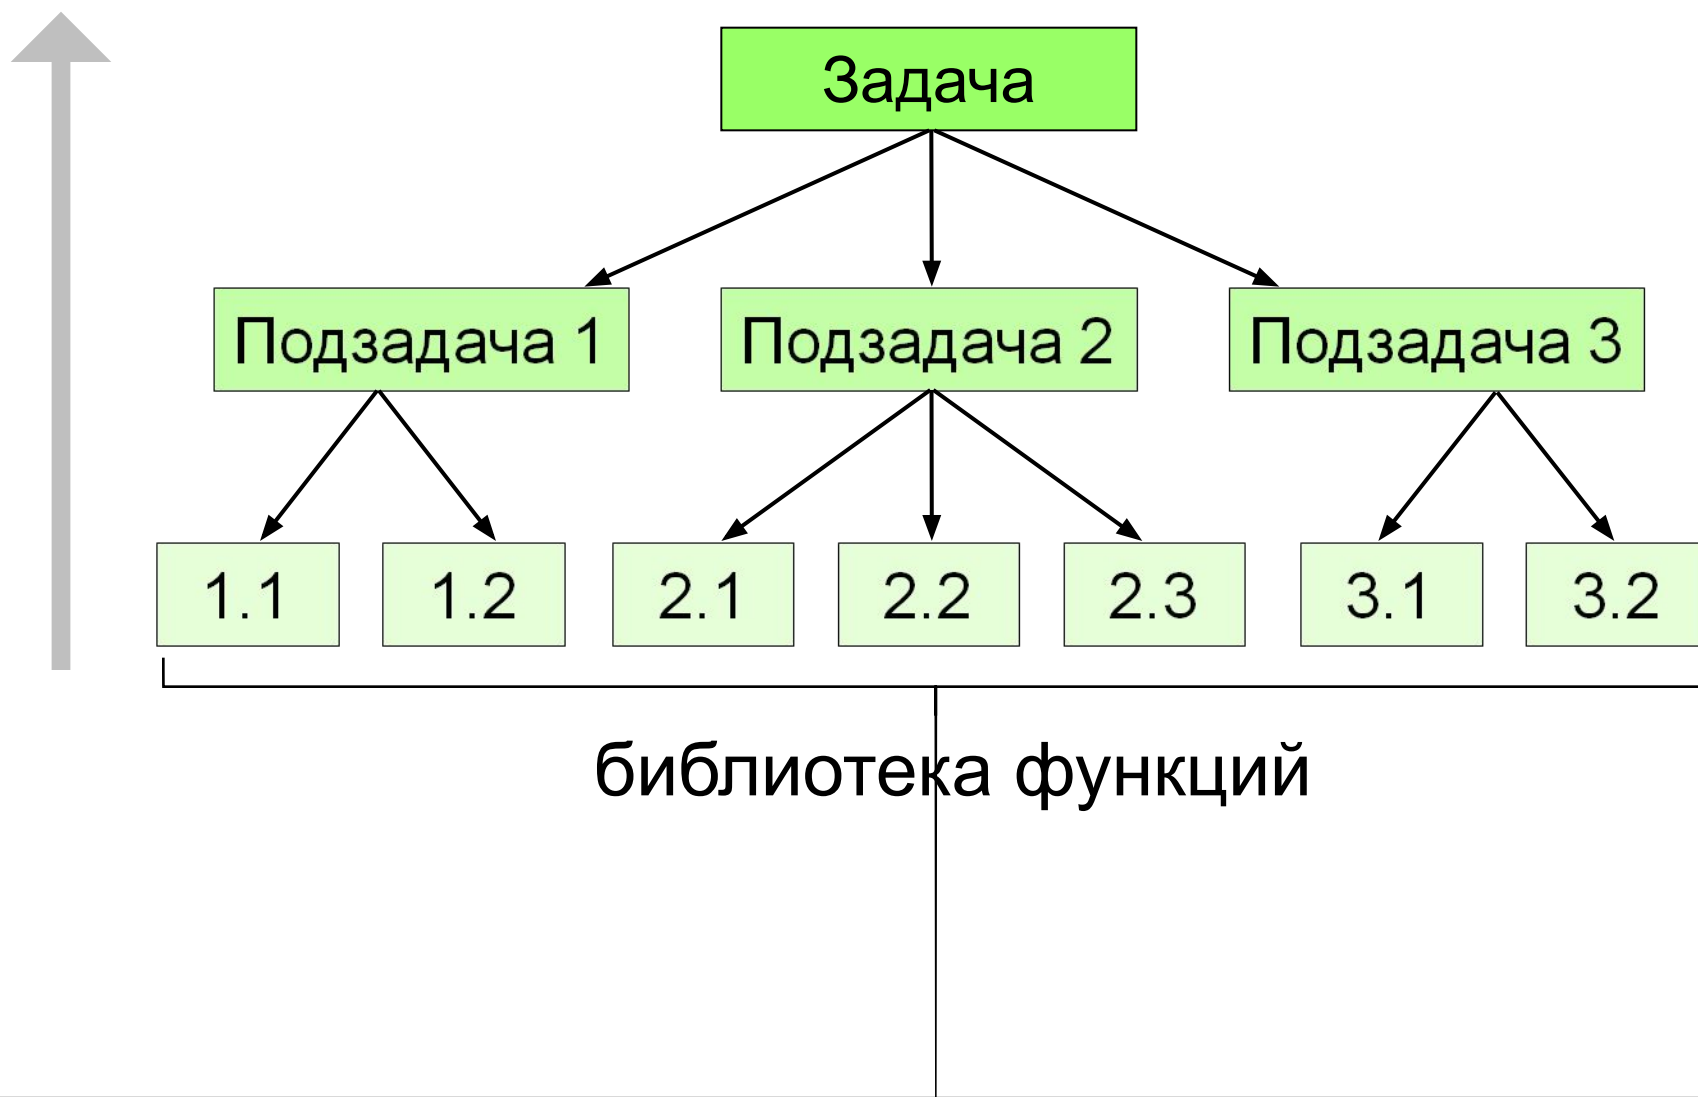 Задача
Подзадача 1
Подзадача 2
Подзадача 3
1.1
1.2
2.1
2.2
2.3
3.1
3.2
библиотека функций